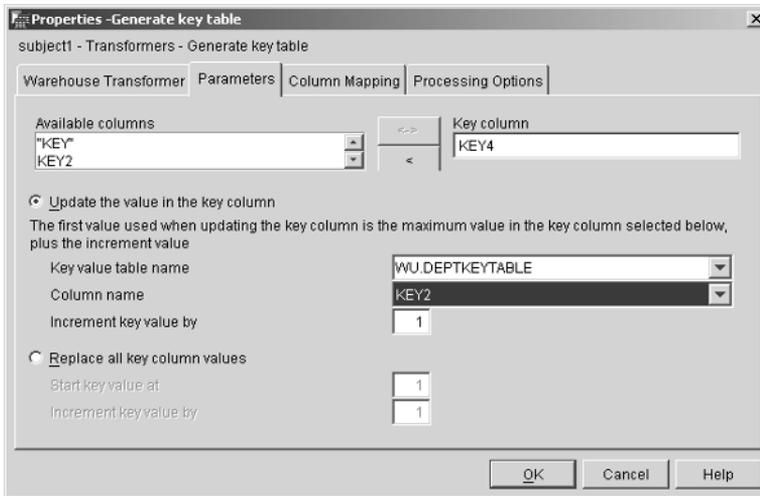 Properties -Generate key table
subject1 - Transformers - Generate key table
Warehouse Transformer Parameters Column Mapping Processing Options
Available columns
"KEY"
KEY2
<->
<
Key column
KEY4
Update the value in the key column
The first value used when updating the key column is the maximum value in the key column selected below,
plus the increment value
Key value table name WU.DEPTKEYTABLE
Column name KEY2
Increment key value by 1
Replace all key column values
Start key value at 1
Increment key value by 1
OK Cancel Help